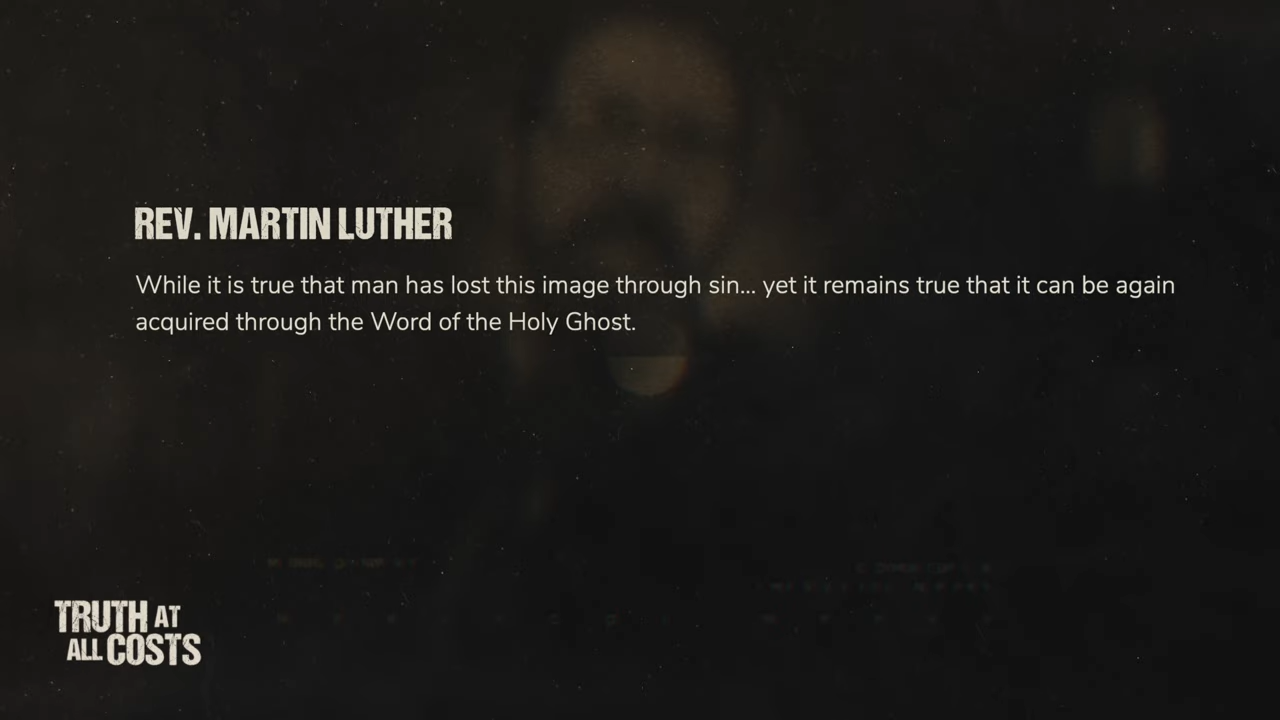 REV. MARTIN LUTHER
While it is true that man has lost this image through sin... yet it remains true that it can be again
acquired through the Word of the Holy Ghost.
TRUTH AT
ALL COSTS